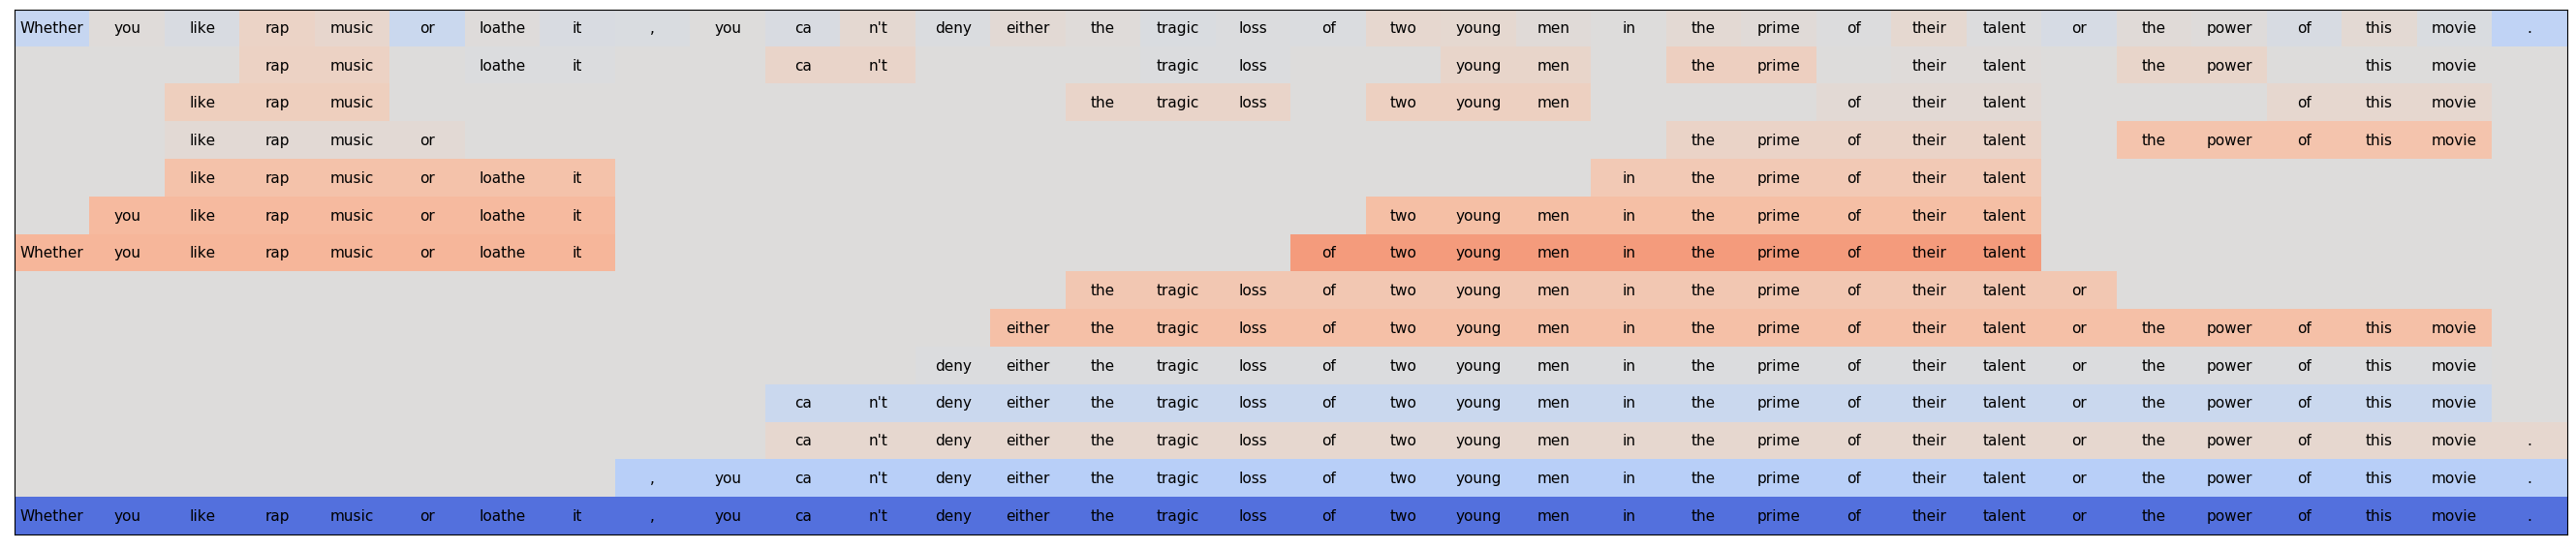 Whether you like rap music or loathe it , you ca n't deny either the tragic loss of two young men in the prime of their talent or the power of this movie .
rap music loathe it ca n't tragic loss young men the prime their talent the power this movie
like rap music the tragic loss two young men of their talent of this movie
like rap music or the prime of their talent the power of this movie
like rap music or loathe it in the prime of their talent
you like rap music or loathe it two young men in the prime of their talent
Whether you like rap music or loathe it of two young men in the prime of their talent
the tragic loss of two young men in the prime of their talent or
either the tragic loss of two young men in the prime of their talent or the power of this movie
deny either the tragic loss of two young men in the prime of their talent or the power of this movie
ca n't deny either the tragic loss of two young men in the prime of their talent or the power of this movie
ca n't deny either the tragic loss of two young men in the prime of their talent or the power of this movie .
, you ca n't deny either the tragic loss of two young men in the prime of their talent or the power of this movie .
Whether you like rap music or loathe it , you ca n't deny either the tragic loss of two young men in the prime of their talent or the power of this movie .